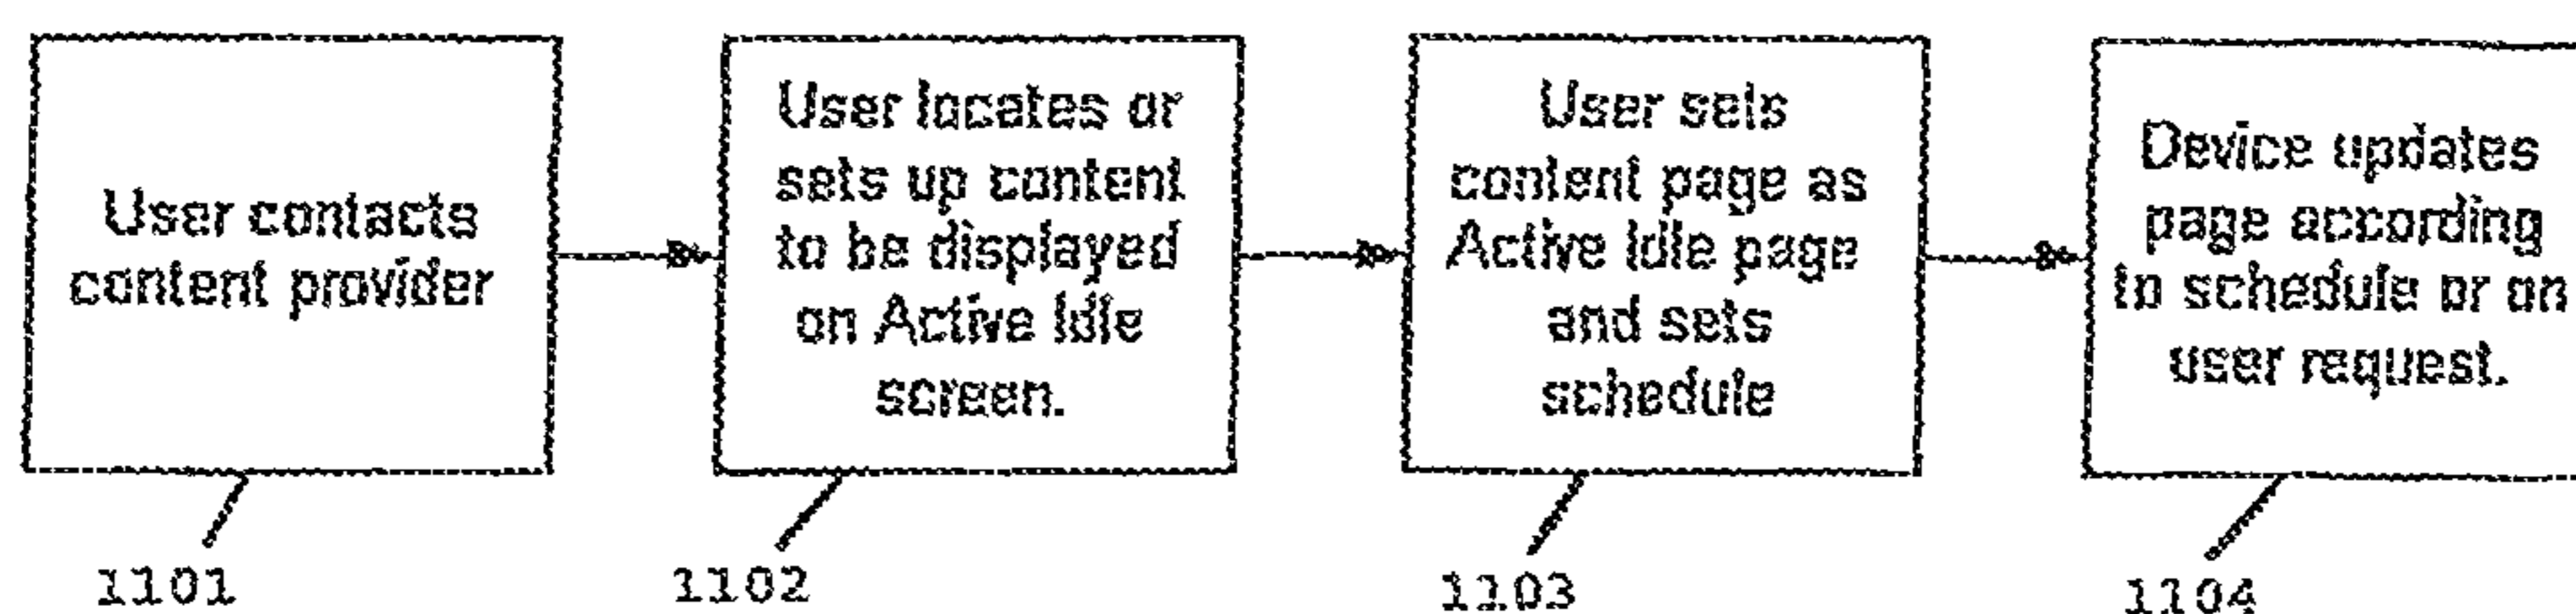 User contacts
content provider
User locates or
sets up content
to be displayed
on Active Idle
screen.
User sets
content page as
Active Idle page
and sets
schedule
Device updates
page according
to schedule or on
user request.
1101
1102
1103
1104